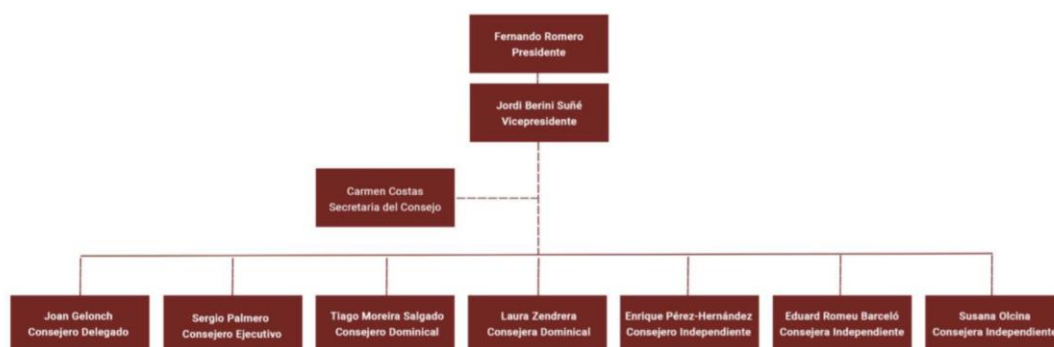 Fernando Romero
Presidente
Jordi Berini Suñé
Vicepresidente
Carmen Costas
Secretaria del Consejo
Joan Gelonch
Consejero Delegado
Sergio Palmero
Consejero Ejecutivo
Tiago Moreira Salgado
Consejero Dominical
Laura Zendrera
Consejera Dominical
Enrique Pérez-Hernández
Consejero Independiente
Eduard Romeu Barceló
Consejera Independiente
Susana Olcina
Consejera Independiente